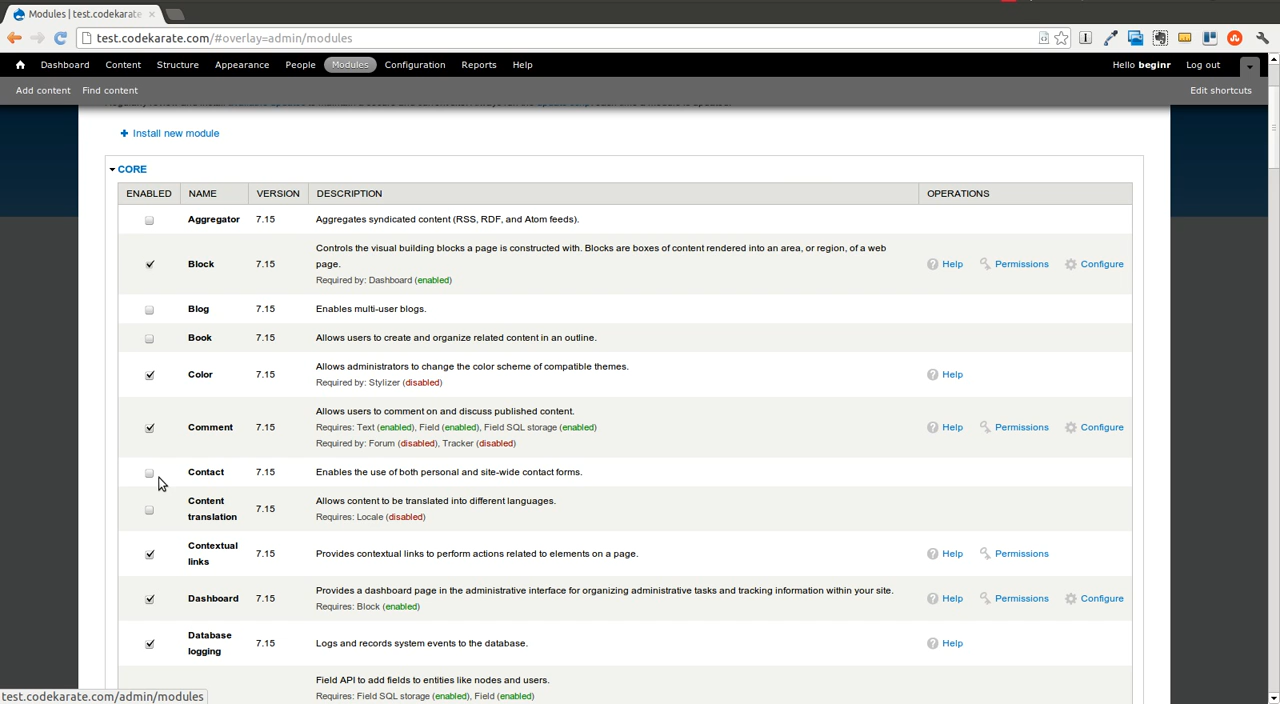 Modules | test.codekarate
test.codekarate.com/#overlay=admin/modules
Dashboard Content Structure Appearance People Modules Configuration Reports Help Hello beginr Log out
Add content Find content Edit shortcuts
Install new module
CORE
ENABLED NAME VERSION DESCRIPTION OPERATIONS
Aggregator 7.15 Aggregates syndicated content (RSS, RDF, and Atom feeds).
Controls the visual building blocks a page is constructed with. Blocks are boxes of content rendered into an area, or region, of a web
Block 7.15 page. Help Permissions Configure
Required by: Dashboard (enabled)
Blog 7.15 Enables multi-user blogs.
Book 7.15 Allows users to create and organize related content in an outline.
Allows administrators to change the color scheme of compatible themes.
Color 7.15 Help
Required by: Stylizer (disabled)
Allows users to comment on and discuss published content.
Comment 7.15 Requires: Text (enabled), Field (enabled), Field SQL storage (enabled) Help Permissions Configure
Required by: Forum (disabled), Tracker (disabled)
Contact 7.15 Enables the use of both personal and site-wide contact forms.
Content Allows content to be translated into different languages.
7.15
translation Requires: Locale (disabled)
Contextual
7.15 Provides contextual links to perform actions related to elements on a page. Help Permissions
links
Provides a dashboard page in the administrative interface for organizing administrative tasks and tracking information within your site.
Dashboard 7.15 Help Permissions Configure
Requires: Block (enabled)
Database
7.15 Logs and records system events to the database. Help
logging
Field API to add fields to entities like nodes and users.
Requires: Field SQL storage (enabled), Field (enabled)
test.codekarate.com/admin/modules